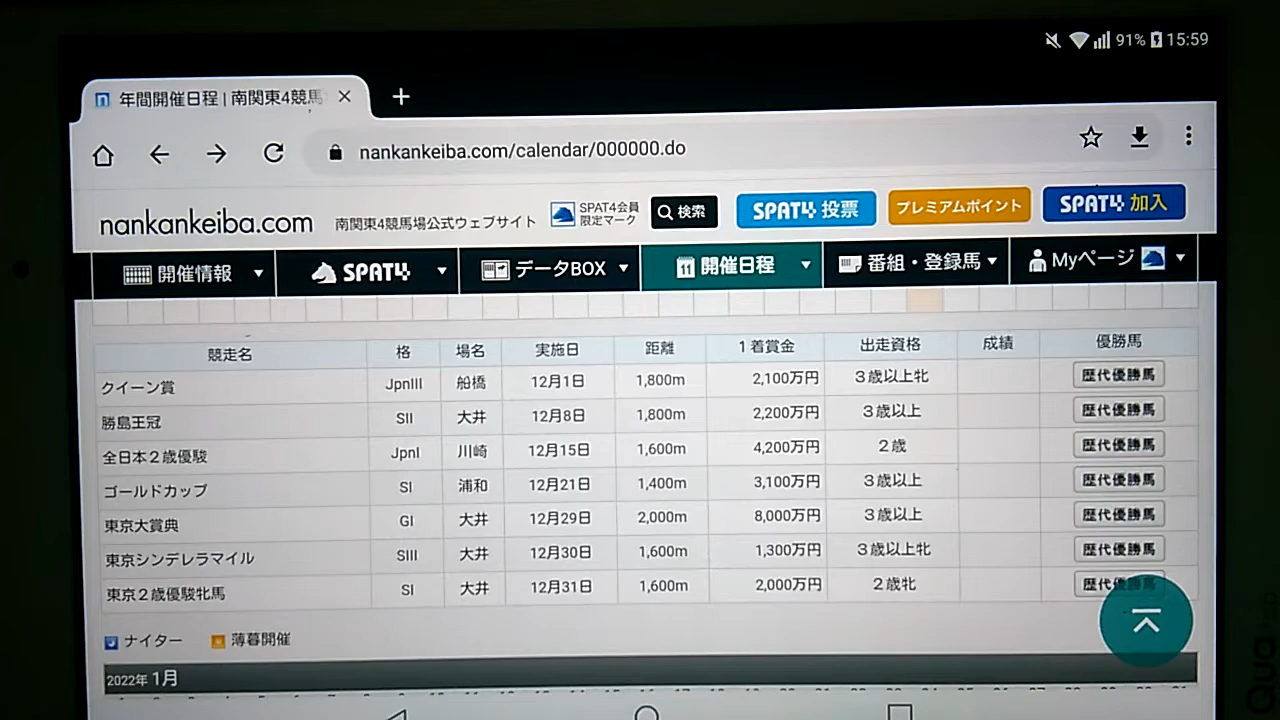 91% 15:59
年間開催日程 | 南関東4競馬
nankankeiba.com/calendar/000000.do
nankankeiba.com 南関東4競馬場公式ウェブサイト SPAT4会員限定マーク 検索 SPAT4 投票 プレミアムポイント SPAT4 加入
開催情報 SPAT4 データBOX 開催日程 番組・登録馬 Myページ
競走名 格 場名 実施日 距離 1着賞金 出走資格 成績 優勝馬
クイーン賞 JpnIII 船橋 12月1日 1,800m 2,100万円 3歳以上牝 歴代優勝馬
勝島王冠 SII 大井 12月8日 1,800m 2,200万円 3歳以上 歴代優勝馬
全日本2歳優駿 JpnI 川崎 12月15日 1,600m 4,200万円 2歳 歴代優勝馬
ゴールドカップ SI 浦和 12月21日 1,400m 3,100万円 3歳以上 歴代優勝馬
東京大賞典 GI 大井 12月29日 2,000m 8,000万円 3歳以上 歴代優勝馬
東京シンデレラマイル SIII 大井 12月30日 1,600m 1,300万円 3歳以上牝 歴代優勝馬
東京2歳優駿牝馬 SI 大井 12月31日 1,600m 2,000万円 2歳牝 歴代優勝馬
ナイター 薄暮開催
2022年 1月
Qua